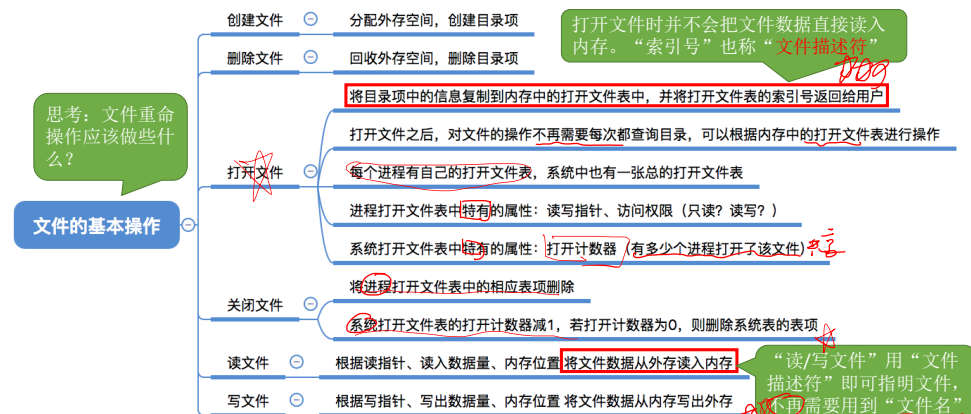 创建文件 分配外存空间，创建目录项
打开文件时并不会把文件数据直接读入
内存。“索引号”也称“文件描述符”
删除文件 回收外存空间，删除目录项
思考：文件重命
操作应该做些什
么？
将目录项中的信息复制到内存中的打开文件表中，并将打开文件表的索引号返回给用户
打开文件之后，对文件的操作不再需要每次都查询目录，可以根据内存中的打开文件表进行操作
打开文件 每个进程有自己的打开文件表，系统中也有一张总的打开文件表
进程打开文件表中特有的属性：读写指针、访问权限（只读？读写？）
文件的基本操作
系统打开文件表中特有的属性：打开计数器（有多少个进程打开了该文件）
将进程打开文件表中的相应表项删除
关闭文件
系统打开文件表的打开计数器减1，若打开计数器为0，则删除系统表的表项
读文件 根据读指针、读入数据量、内存位置 将文件数据从外存读入内存
“读/写文件”用“文件
描述符”即可指明文件，
不再需要用到“文件名”
写文件 根据写指针、写出数据量、内存位置 将文件数据从内存写出外存